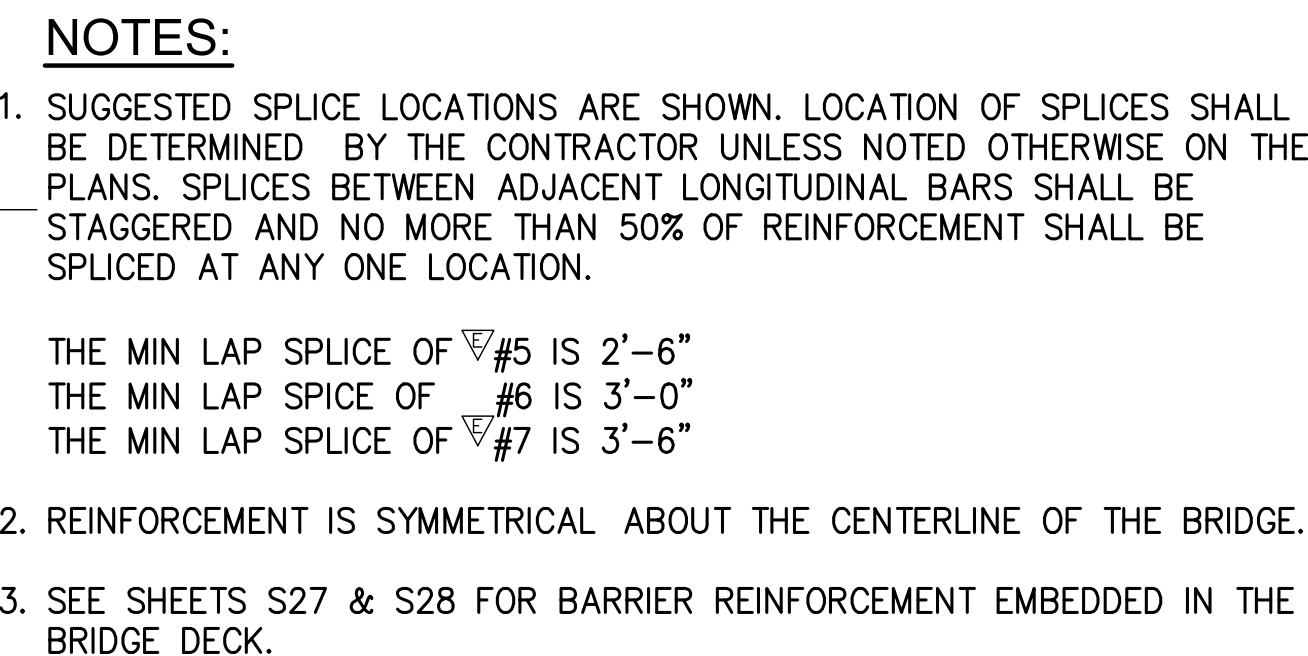 NOTES:
1. SUGGESTED SPLICE LOCATIONS ARE SHOWN. LOCATION OF SPLICES SHALL
BE DETERMINED BY THE CONTRACTOR UNLESS NOTED OTHERWISE ON THE
PLANS. SPLICES BETWEEN ADJACENT LONGITUDINAL BARS SHALL BE
STAGGERED AND NO MORE THAN 50% OF REINFORCEMENT SHALL BE
SPLICED AT ANY ONE LOCATION.
THE MIN LAP SPLICE OF E #5 IS 2'-6"
THE MIN LAP SPICE OF #6 IS 3'-0"
THE MIN LAP SPLICE OF E #7 IS 3'-6"
2. REINFORCEMENT IS SYMMETRICAL ABOUT THE CENTERLINE OF THE BRIDGE.
3. SEE SHEETS S27 & S28 FOR BARRIER REINFORCEMENT EMBEDDED IN THE
BRIDGE DECK.